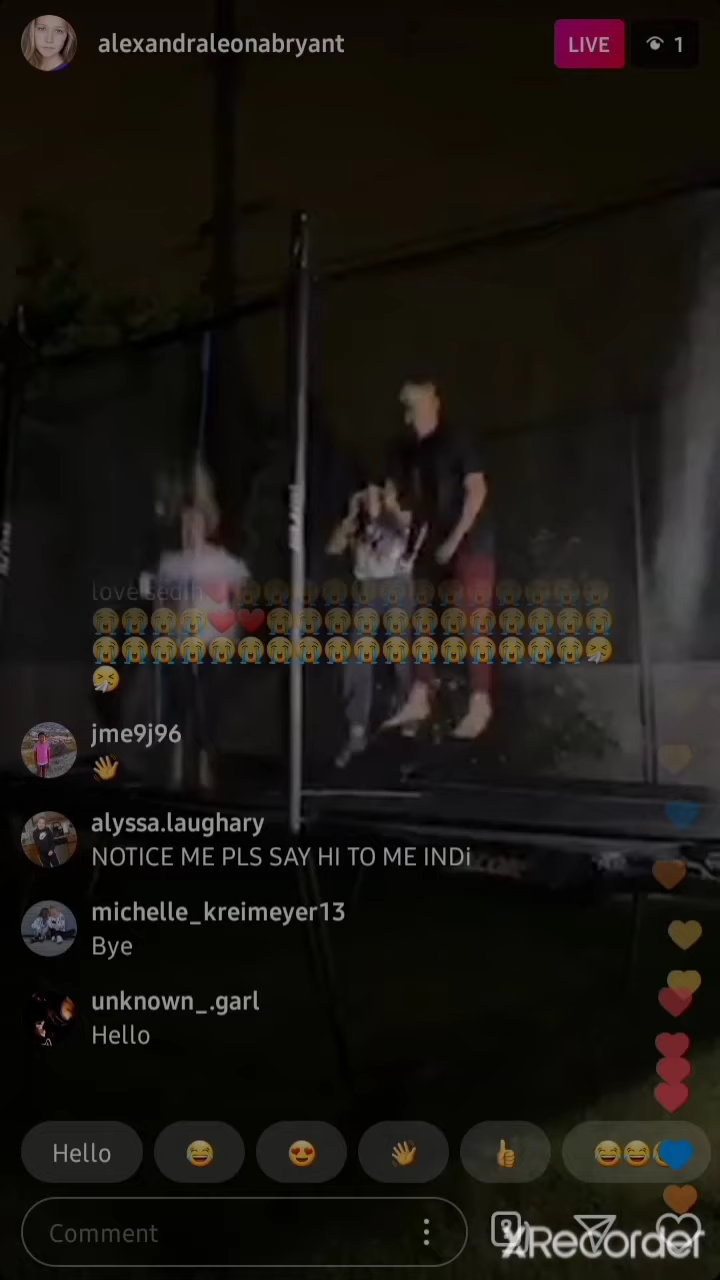 alexandraleonabryant
LIVE 1
😭😭😭😭❤️❤️😭😭😭😭😭😭😭😭😭😭😭😭
😭😭😭😭😭😭😭😭😭😭😭😭😭😭😭😭😭🤧
🤧
jme9j96
👋
alyssa.laughary
NOTICE ME PLS SAY HI TO ME INDi
michelle_kreimeyer13
Bye
unknown_.garl
Hello
Hello 😂 😍 👋 👍 😂😂😂
Comment
XRecorder